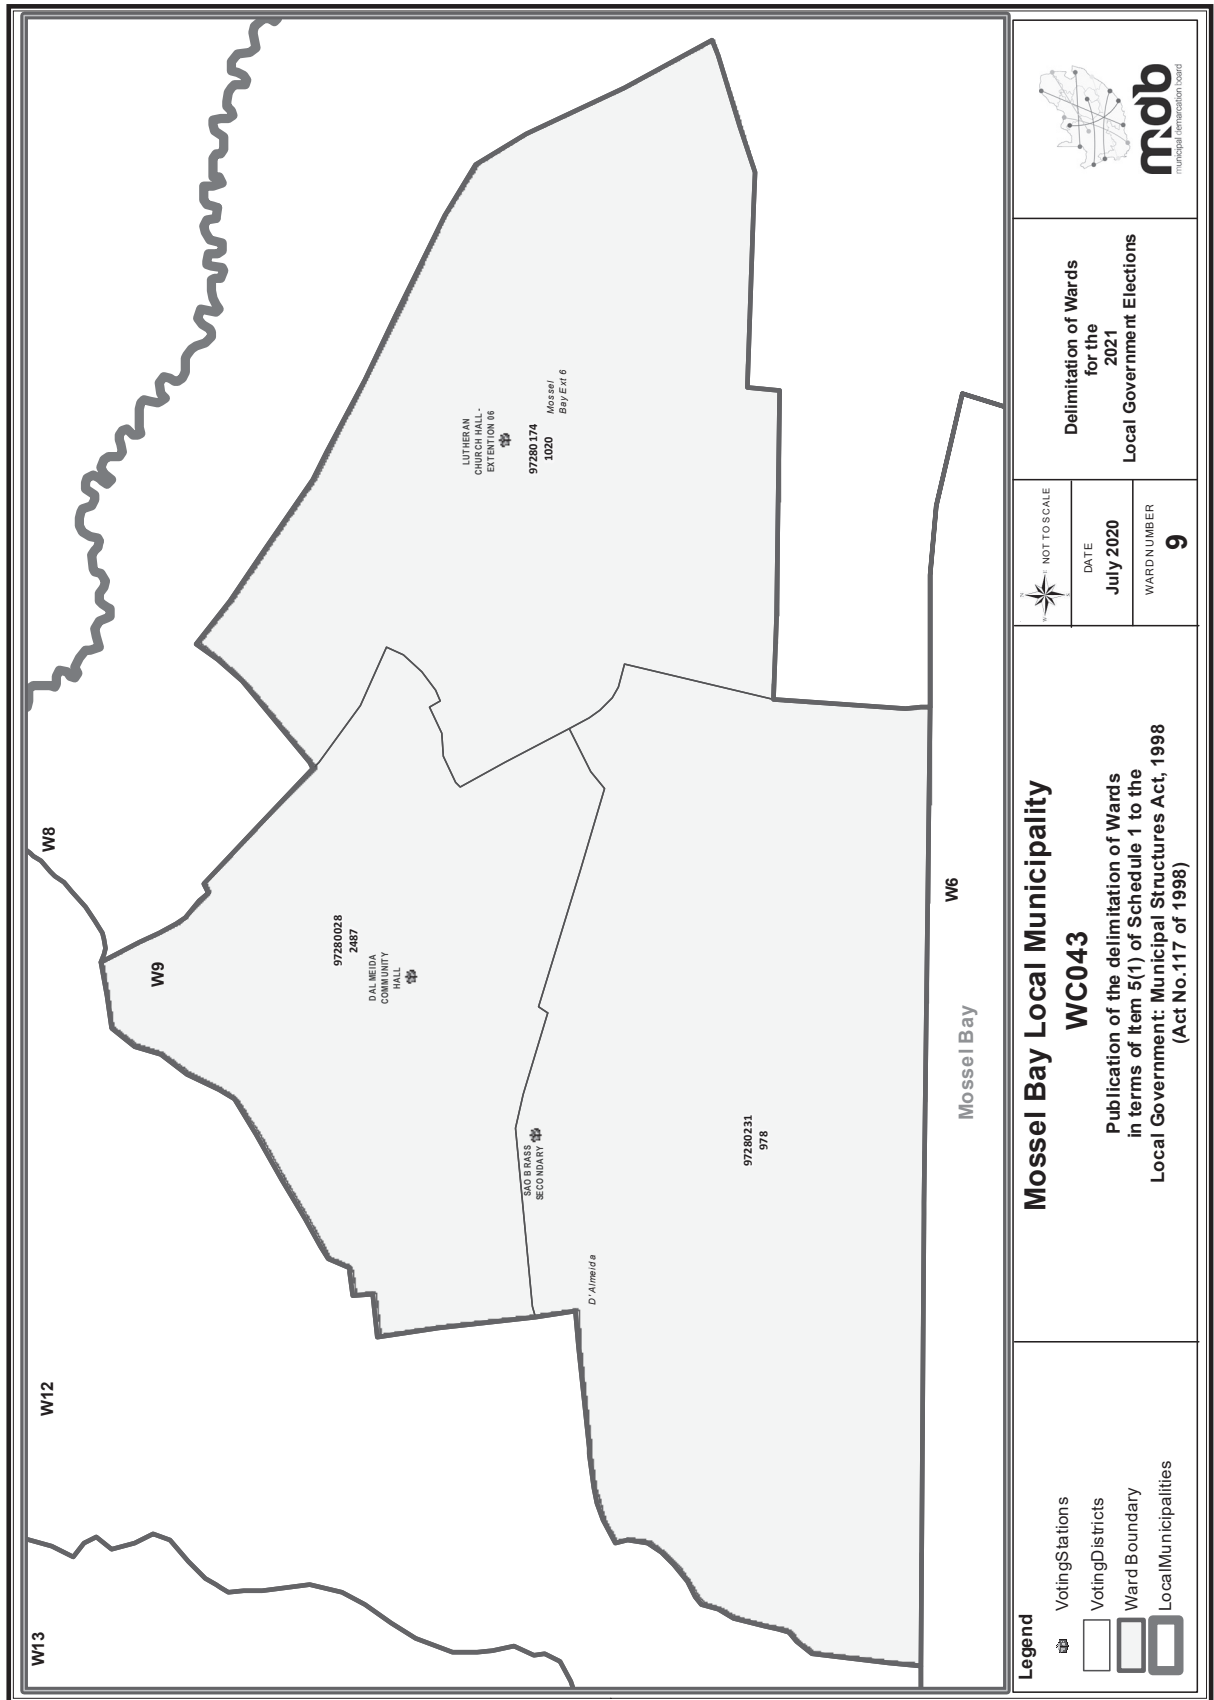 W13
W12
W8
W9
97280028
2487
DALMEIDA
COMMUNITY
HALL
LUTHERAN
CHURCH HALL -
EXTENTION 06
97280174
1020
Mossel
Bay Ext 6
SAO BRASS
SECONDARY
D'Almeida
97280231
978
W6
Mossel Bay
Legend
VotingStations
VotingDistricts
Ward Boundary
LocalMunicipalities
Mossel Bay Local Municipality
WC043
Publication of the delimitation of Wards
in terms of Item 5(1) of Schedule 1 to the
Local Government: Municipal Structures Act, 1998
(Act No.117 of 1998)
N
W
E
S
NOT TO SCALE
DATE
July 2020
WARD NUMBER
9
Delimitation of Wards
for the
2021
Local Government Elections
mdb
municipal demarcation board